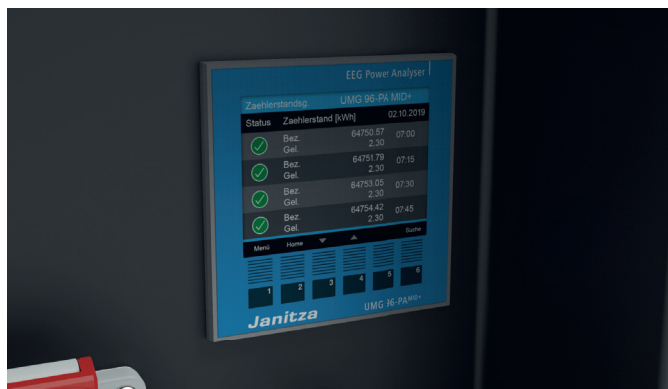 EEG Power Analyser
Zaehlerstandsg. UMG 96-PA MID+
Status Zaehlerstand [kWh] 02.10.2019
Bez. 64750.57 07:00
Gel. 2.30
Bez. 64751.79 07:15
Gel. 2.30
Bez. 64753.05 07:30
Gel. 2.30
Bez. 64754.42 07:45
Gel. 2.30
Menü Home Suche
1 2 3 4 5 6
Janitza UMG 96-PA MID+